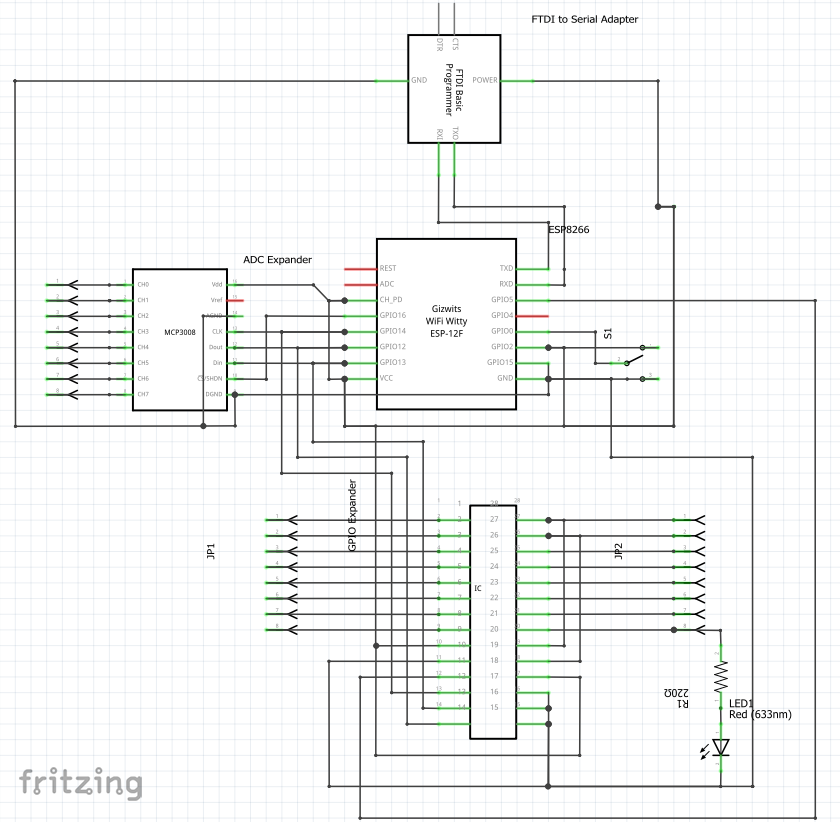 FTDI to Serial Adapter
DTR
CTS
GND
FTDI Basic
Programmer
POWER
RXI
TXO
ESP8266
ADC Expander
CH0
CH1
CH2
CH3
CH4
CH5
CH6
CH7
MCP3008
Vdd
Vref
AGND
CLK
Dout
Din
CS/SHDN
DGND
REST
ADC
CH_PD
GPIO16
GPIO14
GPIO12
GPIO13
VCC
Gizwits
WiFi Witty
ESP-12F
TXD
RXD
GPIO5
GPIO4
GPIO0
GPIO2
GPIO15
GND
S1
GPIO Expander
JP1
1
2
3
4
5
6
7
8
9
10
11
12
13
14
IC
28
27
26
25
24
23
22
21
20
19
18
17
16
15
JP2
R1
220Ω
LED1
Red (633nm)
fritzing